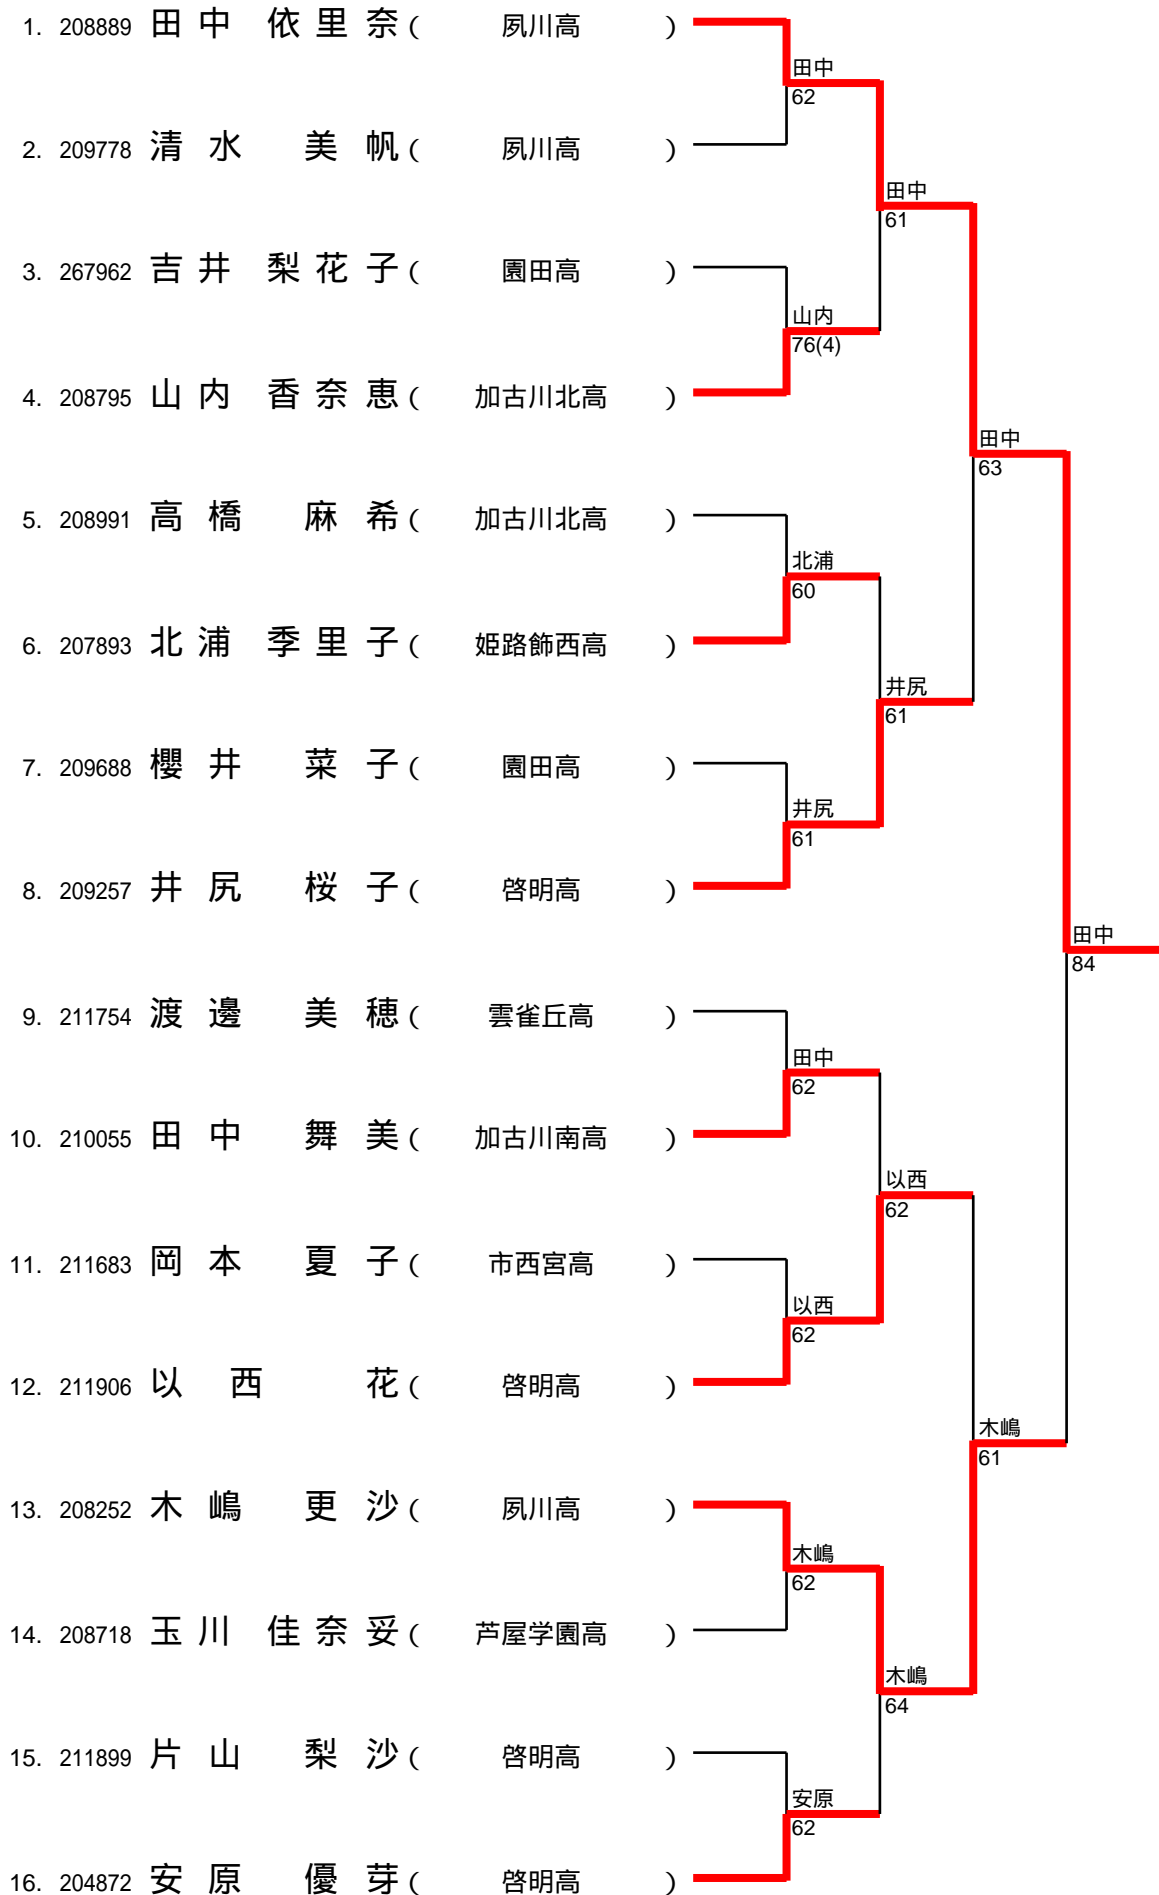 1. 208889 田中 依里奈( 夙川高 )
田中
62
2. 209778 清水 美帆( 夙川高 )
田中
61
3. 267962 吉井 梨花子( 園田高 )
山内
76(4)
4. 208795 山内 香奈恵( 加古川北高 )
田中
63
5. 208991 高橋 麻希( 加古川北高 )
北浦
60
6. 207893 北浦 季里子( 姫路飾西高 )
井尻
61
7. 209688 櫻井 菜子( 園田高 )
井尻
61
8. 209257 井尻 桜子( 啓明高 )
田中
84
9. 211754 渡邊 美穂( 雲雀丘高 )
田中
62
10. 210055 田中 舞美( 加古川南高 )
以西
62
11. 211683 岡本 夏子( 市西宮高 )
以西
62
12. 211906 以西 花( 啓明高 )
木嶋
61
13. 208252 木嶋 更沙( 夙川高 )
木嶋
62
14. 208718 玉川 佳奈妥( 芦屋学園高 )
木嶋
64
15. 211899 片山 梨沙( 啓明高 )
安原
62
16. 204872 安原 優芽( 啓明高 )